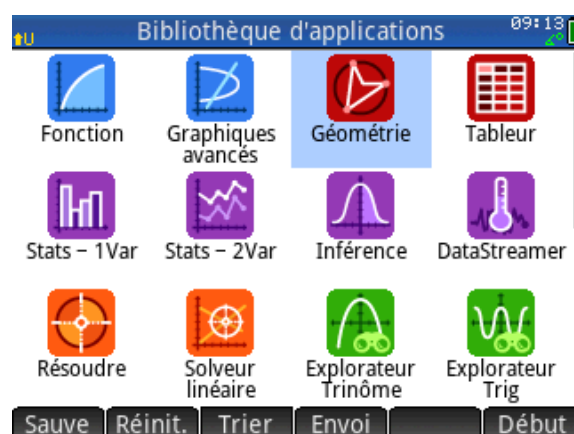 ↑U Bibliothèque d'applications 09:13
Fonction Graphiques avancés Géométrie Tableur
Stats – 1Var Stats – 2Var Inférence DataStreamer
Résoudre Solveur linéaire Explorateur Trinôme Explorateur Trig
Sauve Réinit. Trier Envoi Début